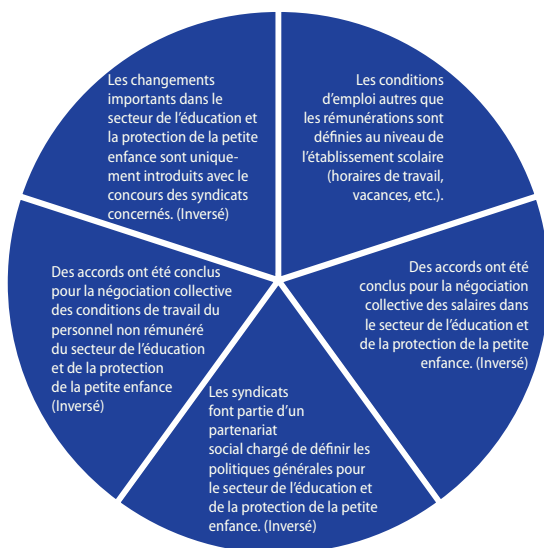 Les changements
importants dans le
secteur de l’éducation et
la protection de la petite
enfance sont unique-
ment introduits avec le
concours des syndicats
concernés. (Inversé)
Les conditions
d’emploi autres que
les rémunérations sont
définies au niveau de
l’établissement scolaire
(horaires de travail,
vacances, etc.).
Des accords ont été conclus
pour la négociation collective
des conditions de travail du
personnel non rémunéré
du secteur de l’éducation
et de la protection
de la petite enfance
(Inversé)
Des accords ont été
conclus pour la négociation
collective des salaires dans
le secteur de l’éducation et
de la protection de la petite
enfance. (Inversé)
Les syndicats
font partie d’un
partenariat
social chargé de définir les
politiques générales pour
le secteur de l’éducation et
de la protection de la petite
enfance. (Inversé)